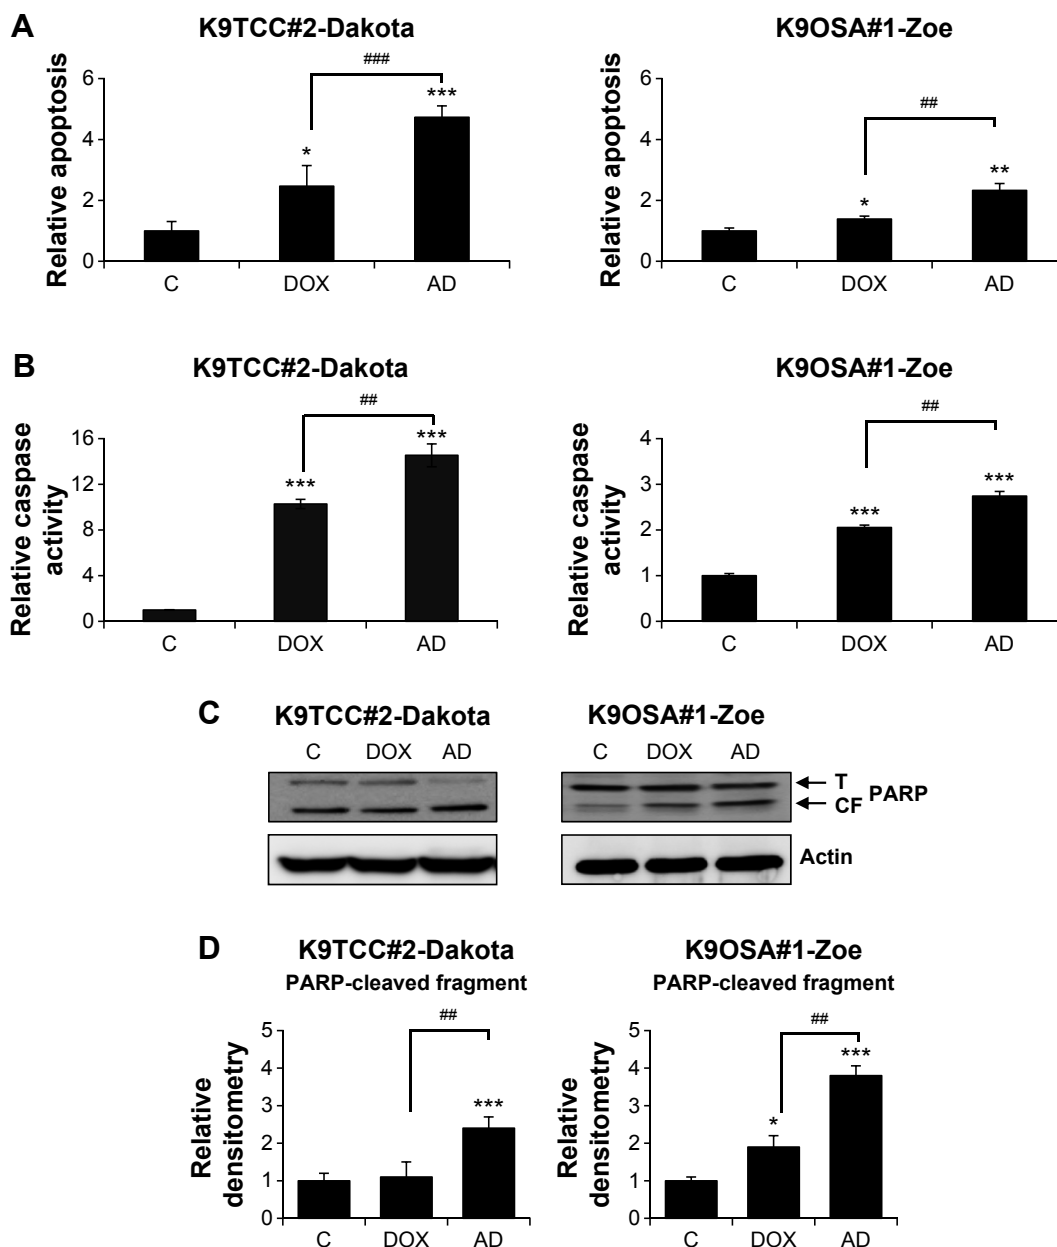 A
K9TCC#2-Dakota
K9OSA#1-Zoe
Relative apoptosis
6
4
2
0
###
*
***
C DOX AD
Relative apoptosis
6
4
2
0
##
*
**
C DOX AD
B
K9TCC#2-Dakota
K9OSA#1-Zoe
Relative caspase
activity
16
12
8
4
0
##
***
***
C DOX AD
Relative caspase
activity
4
3
2
1
0
##
***
***
C DOX AD
C
K9TCC#2-Dakota
K9OSA#1-Zoe
C DOX AD
C DOX AD
T
CF
PARP
Actin
D
K9TCC#2-Dakota
PARP-cleaved fragment
K9OSA#1-Zoe
PARP-cleaved fragment
Relative
densitometry
5
4
3
2
1
0
##
***
C DOX AD
Relative
densitometry
5
4
3
2
1
0
##
*
***
C DOX AD